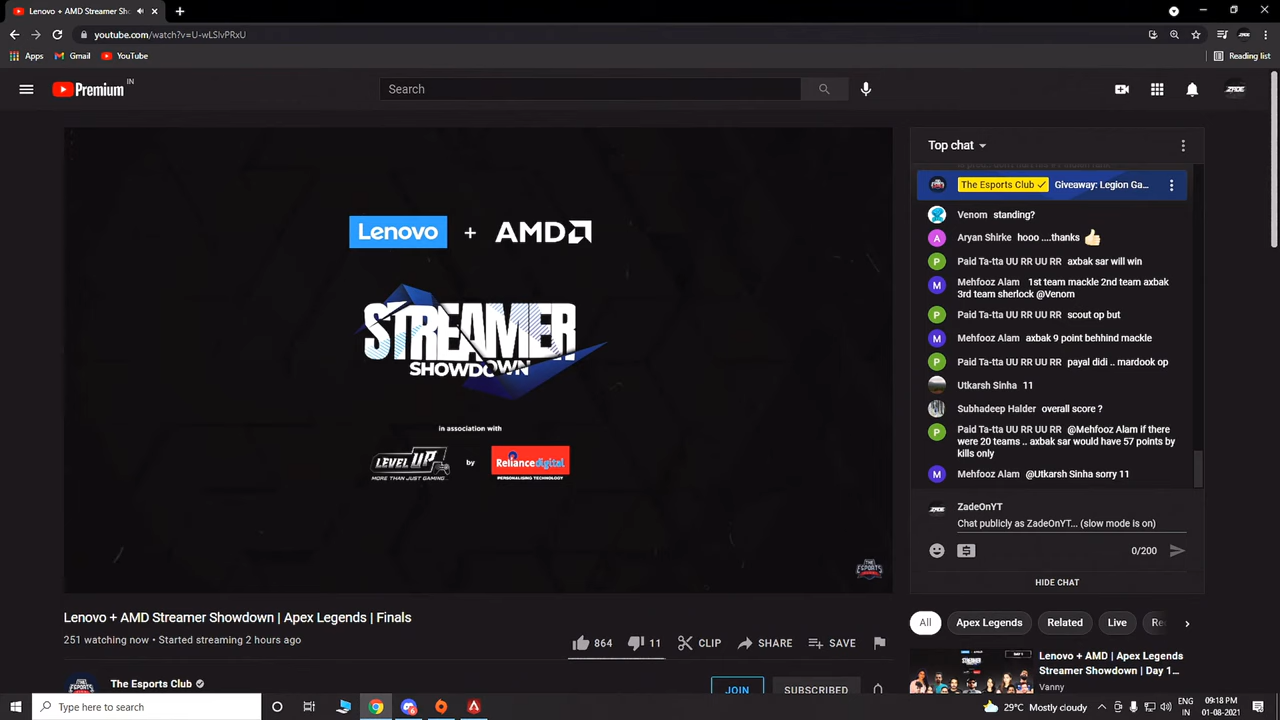 Lenovo + AMD Streamer Sh
youtube.com/watch?v=U-wLSlvPRxU
Apps Gmail YouTube Reading list
Premium IN
Search
ZADE
Lenovo + AMD
STREAMER
SHOWDOWN
in association with
LEVEL UP
MORE THAN JUST GAMING
by
Reliance digital
PERSONALISING TECHNOLOGY
THE ESPORTS CLUB
Top chat
The Esports Club Giveaway: Legion Ga...
Venom standing?
Aryan Shirke hooo ....thanks
Paid Ta-tta UU RR UU RR axbak sar will win
Mehfooz Alam 1st team mackle 2nd team axbak
3rd team sherlock @Venom
Paid Ta-tta UU RR UU RR scout op but
Mehfooz Alam axbak 9 point behhind mackle
Paid Ta-tta UU RR UU RR payal didi .. mardook op
Utkarsh Sinha 11
Subhadeep Halder overall score ?
Paid Ta-tta UU RR UU RR @Mehfooz Alam if there
were 20 teams .. axbak sar would have 57 points by
kills only
Mehfooz Alam @Utkarsh Sinha sorry 11
ZadeOnYT
Chat publicly as ZadeOnYT... (slow mode is on)
0/200
HIDE CHAT
Lenovo + AMD Streamer Showdown | Apex Legends | Finals
251 watching now • Started streaming 2 hours ago
864 11 CLIP SHARE SAVE
The Esports Club
JOIN SUBSCRIBED
All Apex Legends Related Live Re
Lenovo + AMD | Apex Legends
Streamer Showdown | Day 1...
Vanny
Type here to search
29°C Mostly cloudy
ENG
IN
09:18 PM
01-08-2021